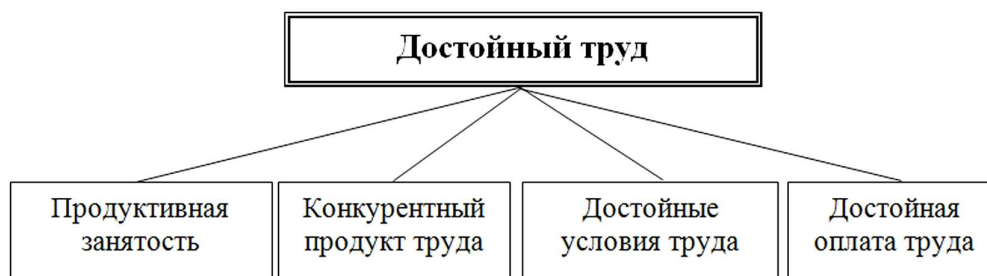 Достойный труд
Продуктивная
занятость
Конкурентный
продукт труда
Достойные
условия труда
Достойная
оплата труда